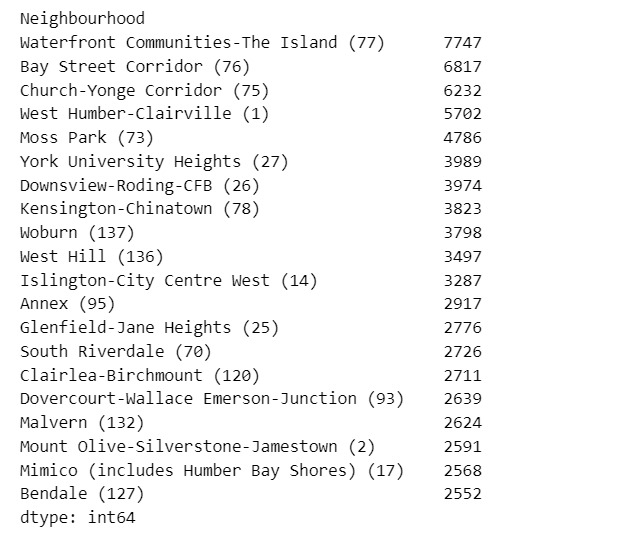 Neighbourhood
Waterfront Communities-The Island (77) 7747
Bay Street Corridor (76) 6817
Church-Yonge Corridor (75) 6232
West Humber-Clairville (1) 5702
Moss Park (73) 4786
York University Heights (27) 3989
Downsview-Roding-CFB (26) 3974
Kensington-Chinatown (78) 3823
Woburn (137) 3798
West Hill (136) 3497
Islington-City Centre West (14) 3287
Annex (95) 2917
Glenfield-Jane Heights (25) 2776
South Riverdale (70) 2726
Clairlea-Birchmount (120) 2711
Dovercourt-Wallace Emerson-Junction (93) 2639
Malvern (132) 2624
Mount Olive-Silverstone-Jamestown (2) 2591
Mimico (includes Humber Bay Shores) (17) 2568
Bendale (127) 2552
dtype: int64